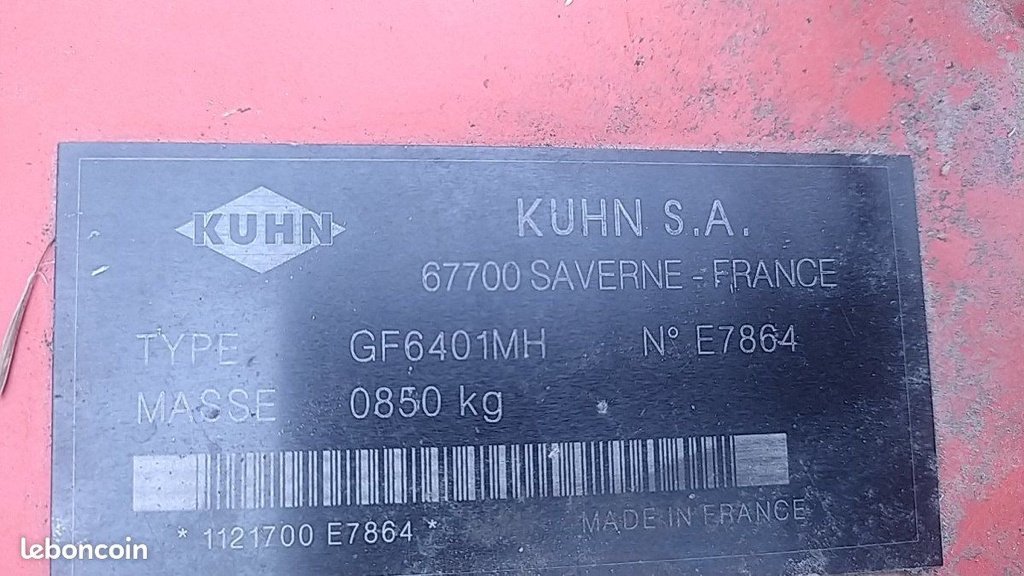 KUHN
KUHN S.A.
67700 SAVERNE - FRANCE
TYPE GF6401MH N° E7864
MASSE 0850 kg
* 1121700 E7864 *
MADE IN FRANCE
leboncoin